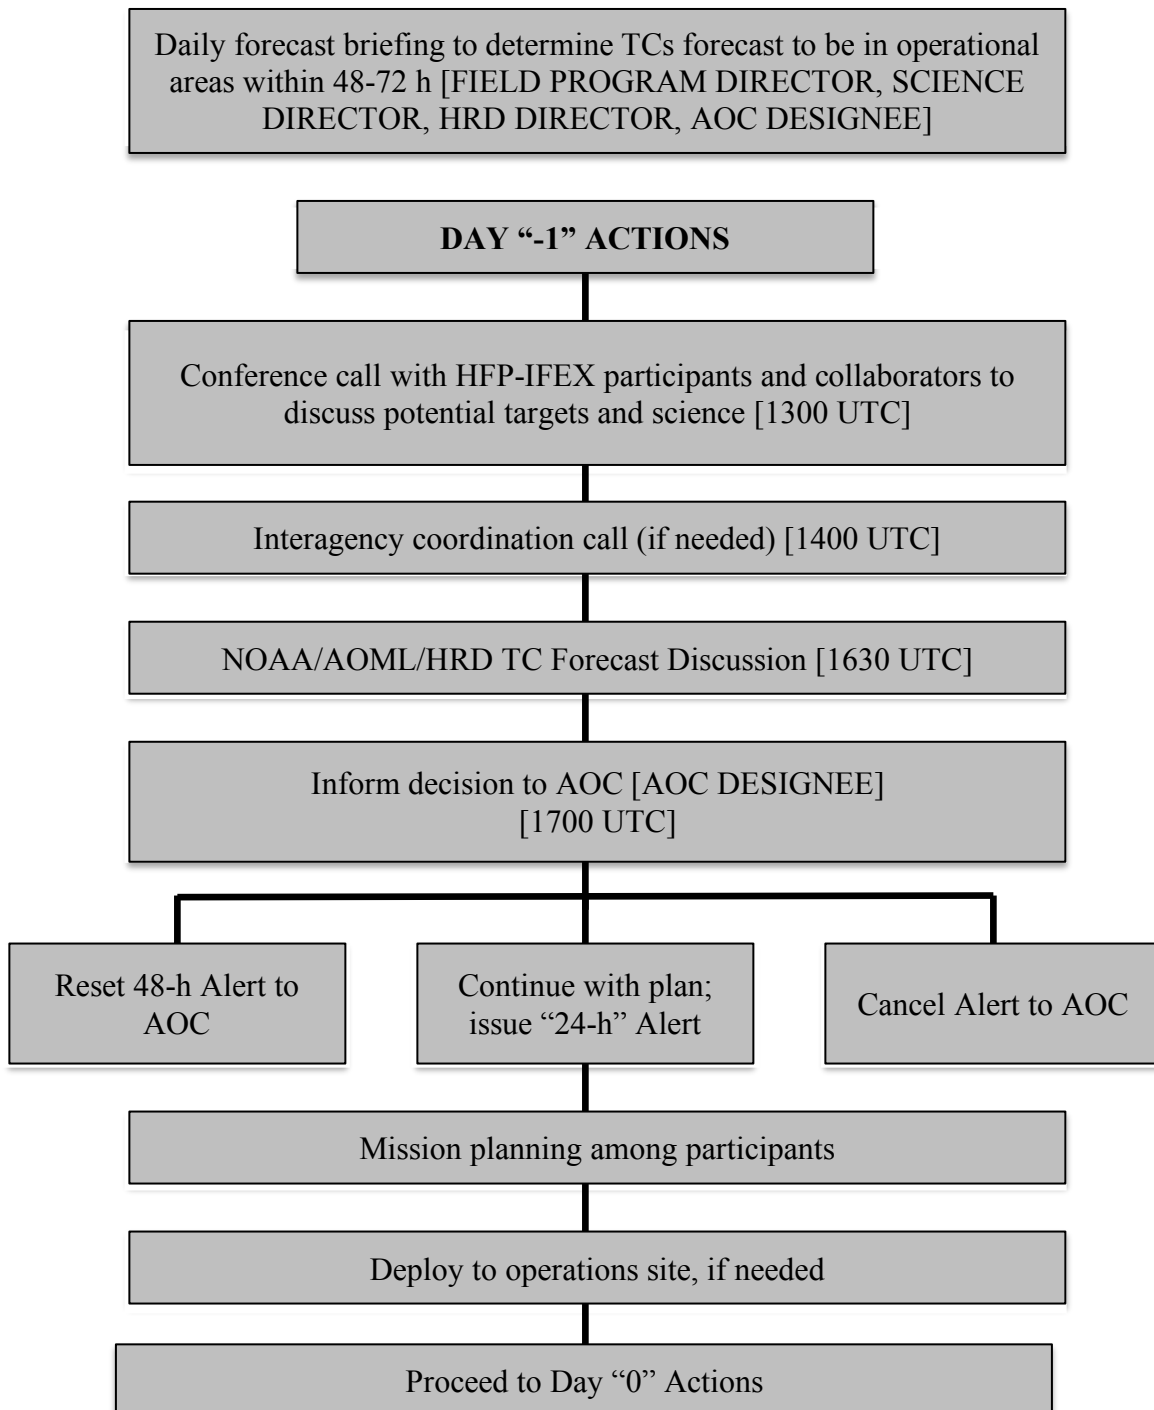 Daily forecast briefing to determine TCs forecast to be in operational
areas within 48-72 h [FIELD PROGRAM DIRECTOR, SCIENCE
DIRECTOR, HRD DIRECTOR, AOC DESIGNEE]
DAY “-1” ACTIONS
Conference call with HFP-IFEX participants and collaborators to
discuss potential targets and science [1300 UTC]
Interagency coordination call (if needed) [1400 UTC]
NOAA/AOML/HRD TC Forecast Discussion [1630 UTC]
Inform decision to AOC [AOC DESIGNEE]
[1700 UTC]
Reset 48-h Alert to
AOC
Continue with plan;
issue “24-h” Alert
Cancel Alert to AOC
Mission planning among participants
Deploy to operations site, if needed
Proceed to Day “0” Actions